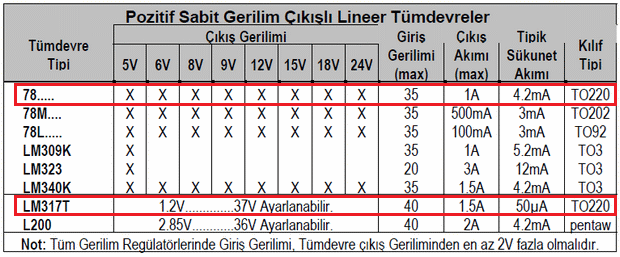 Pozitif Sabit Gerilim Çıkışlı Lineer Tümdevreler
Tümdevre Tipi Çıkış Gerilimi Giriş Gerilimi (max) Çıkış Akımı (max) Tipik Sükunet Akımı Kılıf Tipi
5V 6V 8V 9V 12V 15V 18V 24V
78..... X X X X X X X X 35 1A 4.2mA TO220
78M.... X X X X X X X X 35 500mA 3mA TO202
78L..... X X X X X X X X 35 100mA 3mA TO92
LM309K X 35 1A 5.2mA TO3
LM323 X 20 3A 12mA TO3
LM340K X X X X X X X X 35 1.5A 4.2mA TO3
LM317T 1.2V.............37V Ayarlanabilir. 40 1.5A 50µA TO220
L200 2.85V............36V Ayarlanabilir. 40 2A 4.2mA pentaw
Not: Tüm Gerilim Regülatörlerinde Giriş Gerilimi, Tümdevre çıkış Geriliminden en az 2V fazla olmalıdır.